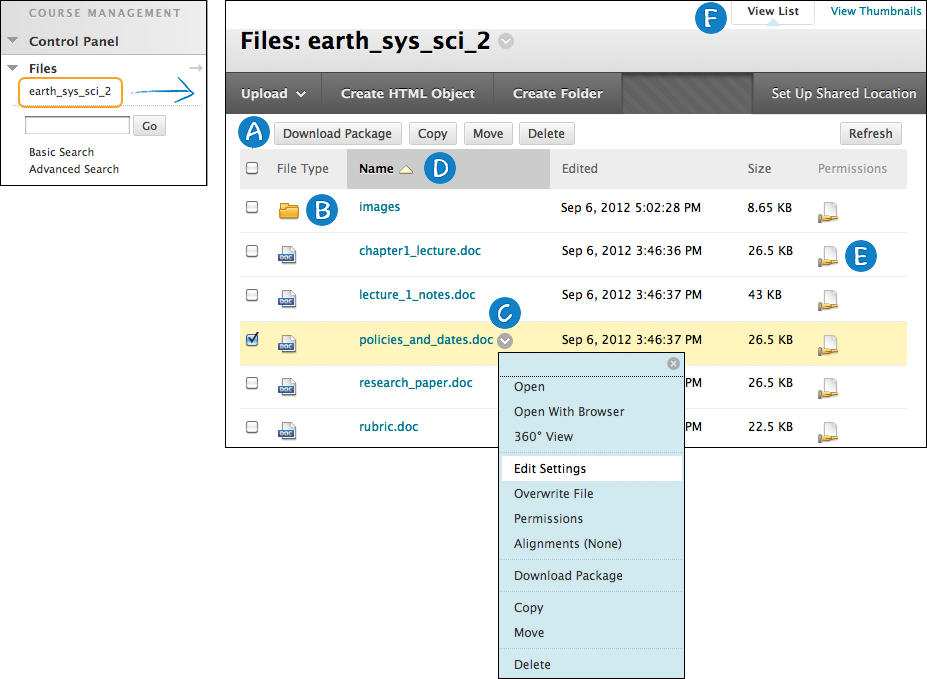 COURSE MANAGEMENT
Control Panel
Files
earth_sys_sci_2
Go
Basic Search
Advanced Search
F View List View Thumbnails
Files: earth_sys_sci_2
Upload Create HTML Object Create Folder Set Up Shared Location
A Download Package Copy Move Delete Refresh
File Type Name D Edited Size Permissions
B images Sep 6, 2012 5:02:28 PM 8.65 KB
DOC chapter1_lecture.doc Sep 6, 2012 3:46:36 PM 26.5 KB E
DOC lecture_1_notes.doc Sep 6, 2012 3:46:37 PM 43 KB
C
DOC policies_and_dates.doc Sep 6, 2012 3:46:37 PM 26.5 KB
DOC research_paper.doc PM 26.5 KB
DOC rubric.doc PM 22.5 KB
Open
Open With Browser
360° View
Edit Settings
Overwrite File
Permissions
Alignments (None)
Download Package
Copy
Move
Delete